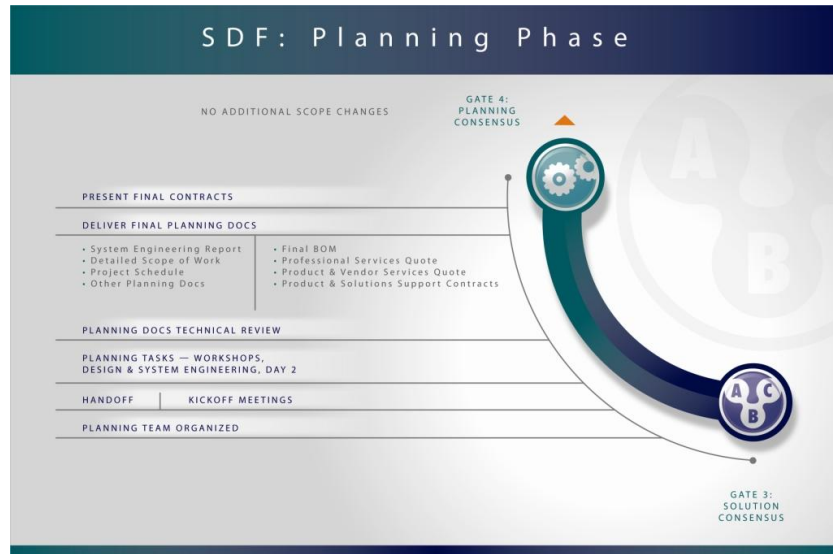 SDF: Planning Phase
NO ADDITIONAL SCOPE CHANGES
GATE 4:
PLANNING
CONSENSUS
PRESENT FINAL CONTRACTS
DELIVER FINAL PLANNING DOCS
• System Engineering Report
• Detailed Scope of Work
• Project Schedule
• Other Planning Docs
• Final BOM
• Professional Services Quote
• Product & Vendor Services Quote
• Product & Solutions Support Contracts
PLANNING DOCS TECHNICAL REVIEW
PLANNING TASKS — WORKSHOPS,
DESIGN & SYSTEM ENGINEERING, DAY 2
HANDOFF
KICKOFF MEETINGS
PLANNING TEAM ORGANIZED
A C
B
GATE 3:
SOLUTION
CONSENSUS
A C
B